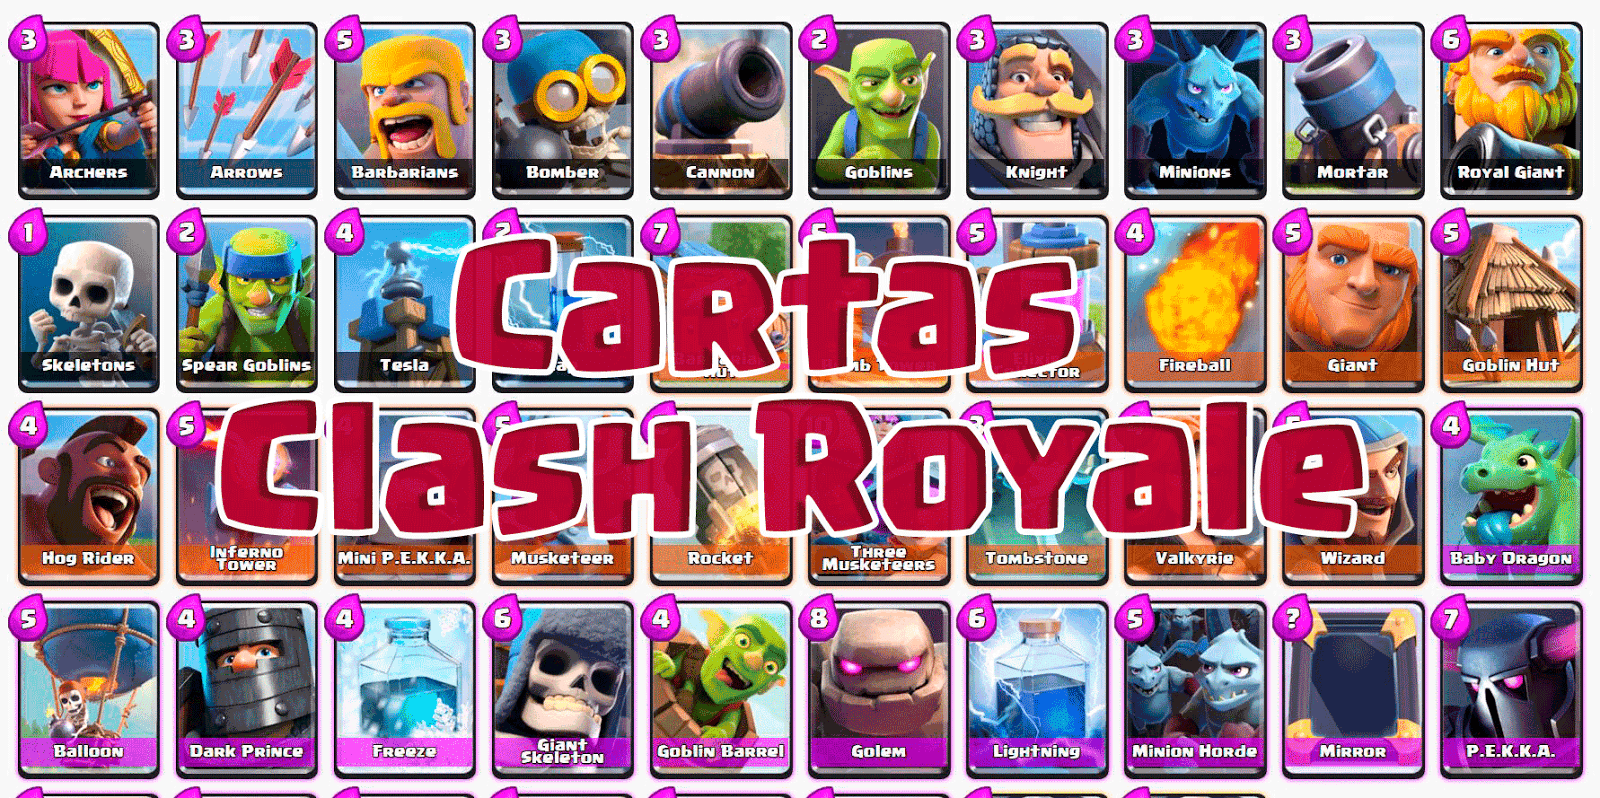 3 3 5 3 3 2 3 3 3 6
Archers Arrows Barbarians Bomber Cannon Goblins Knight Minions Mortar Royal Giant
1 2 4 2 7 5 4 5 5
Cartas
Skeletons Spear Goblins Tesla Fireball Giant Goblin Hut
4 5 4
Clash Royale
Hog Rider Inferno Tower Mini P.E.K.K.A. Musketeer Rocket Three Musketeers Tombstone Valkyrie Wizard Baby Dragon
5 4 4 6 4 8 6 5 ? 7
Balloon Dark Prince Freeze Giant Skeleton Goblin Barrel Golem Lightning Minion Horde Mirror P.E.K.K.A.